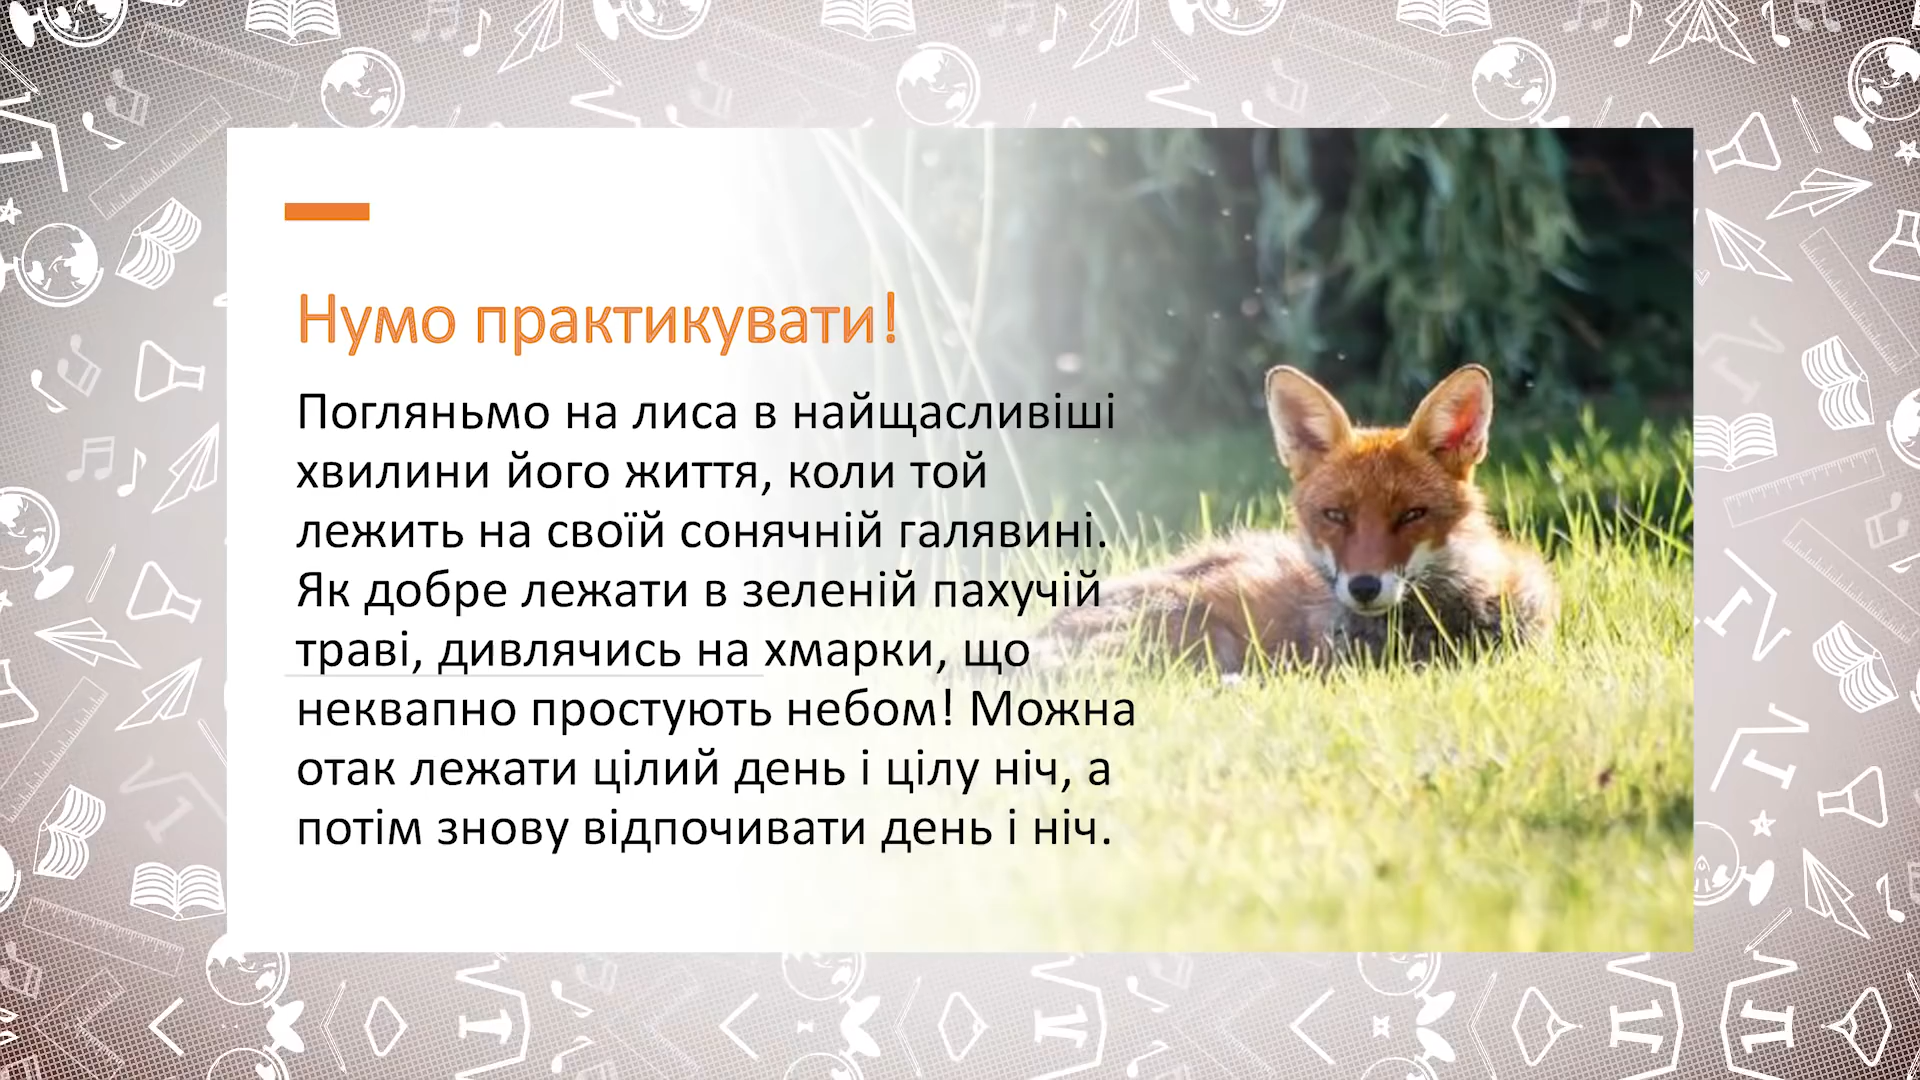 Нумо практикувати!
Погляньмо на лиса в найщасливіші
хвилини його життя, коли той
лежить на своїй сонячній галявині.
Як добре лежати в зеленій пахучій
траві, дивлячись на хмарки, що
неквапно простують небом! Можна
отак лежати цілий день і цілу ніч, а
потім знову відпочивати день і ніч.